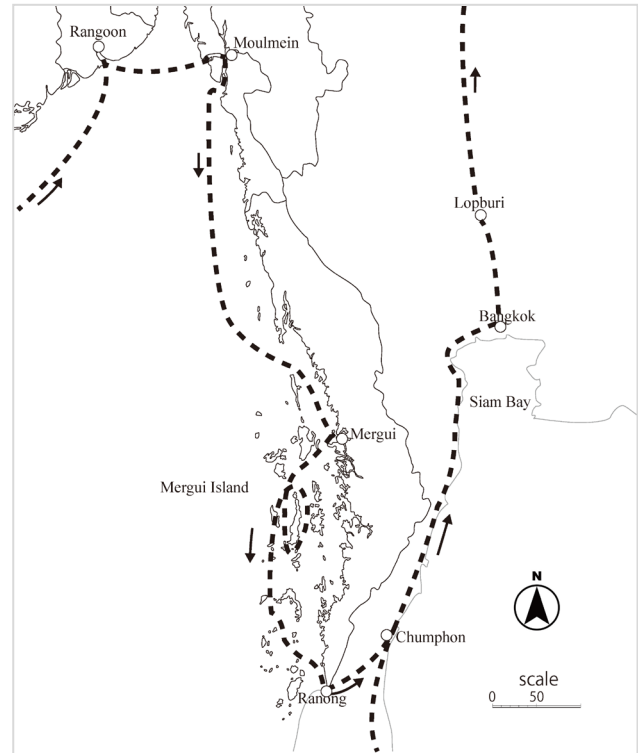 Rangoon
Moulmein
Lopburi
Bangkok
Siam Bay
Mergui
Mergui Island
N
Chumphon
scale
0 50
Ranong